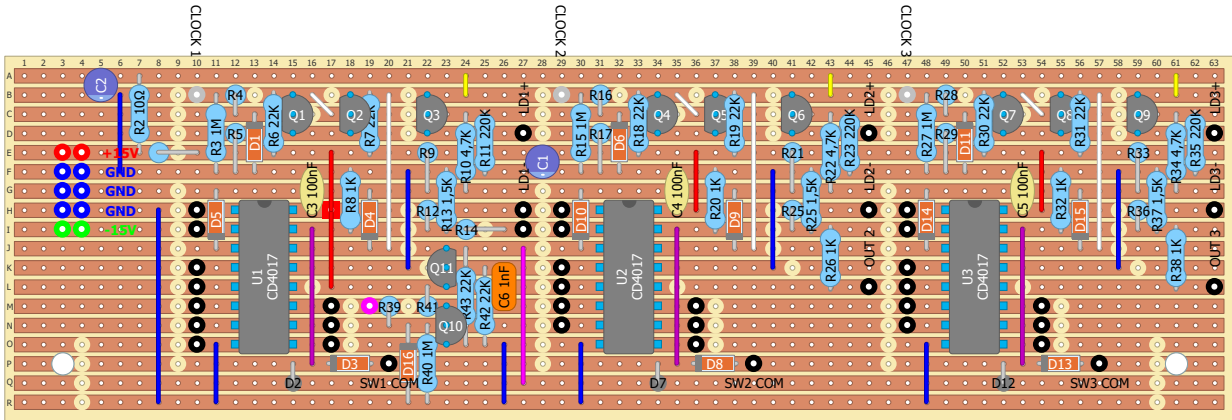 CLOCK 1 CLOCK 2 CLOCK 3
1 2 3 4 5 6 7 8 9 10 11 12 13 14 15 16 17 18 19 20 21 22 23 24 25 26 27 28 29 30 31 32 33 34 35 36 37 38 39 40 41 42 43 44 45 46 47 48 49 50 51 52 53 54 55 56 57 58 59 60 61 62 63
A
C2
B R4 R16 R28
C R2 10Ω R3 1M R6 22K Q1 Q2 R7 22K Q3 LD1+ R15 1M R18 22K Q4 Q5 R19 22K Q6 LD2+ R27 1M R30 22K Q7 Q8 R31 22K Q9 LD3+
D R5 D1 R10 4,7K R11 220K R17 D6 R22 4,7K R23 220K R29 D11 R34 4,7K R35 220K
E +15V R9 C1 R21 R33
F GND C3 100nF LD1- C4 100nF LD2- C5 100nF LD3-
G GND R8 1K R13 1,5K R20 1K R25 1,5K R32 1K R37 1,5K
H GND D5 D4 R12 D10 D9 R25 D14 D15 R36
I -15V R14
J R26 1K OUT 2 R38 1K OUT 3
K U1 CD4017 Q11 U2 CD4017 U3 CD4017
L R43 22K C6 1nF
M R39 R41 R42 22K
N Q10
O
P D3 D16 R40 1M D8 D13
Q D2 SW1 COM D7 SW2 COM D12 SW3 COM
R